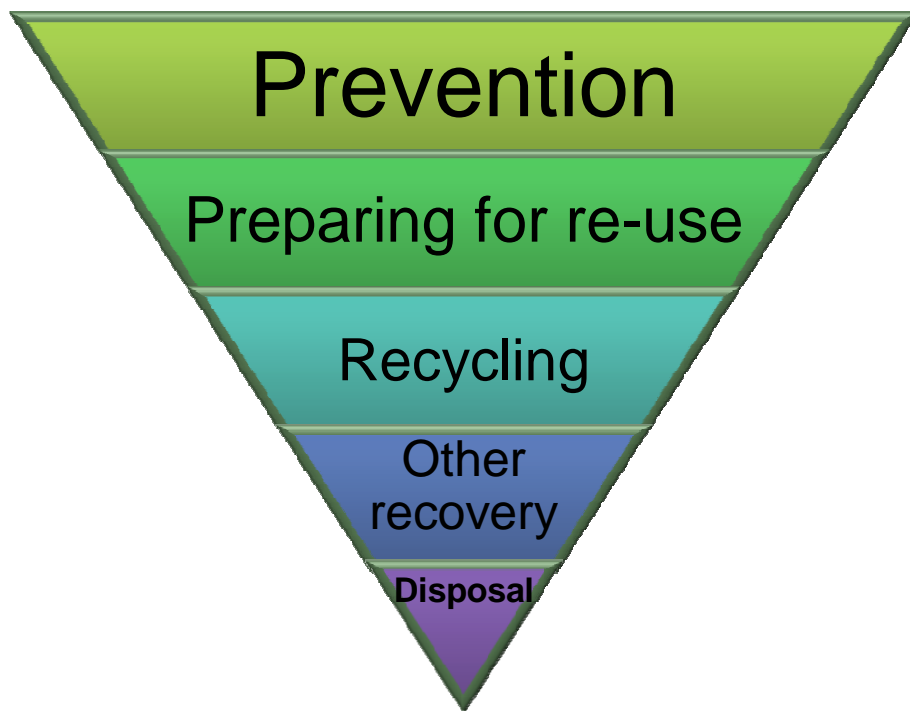 Prevention
Preparing for re-use
Recycling
Other
recovery
Disposal